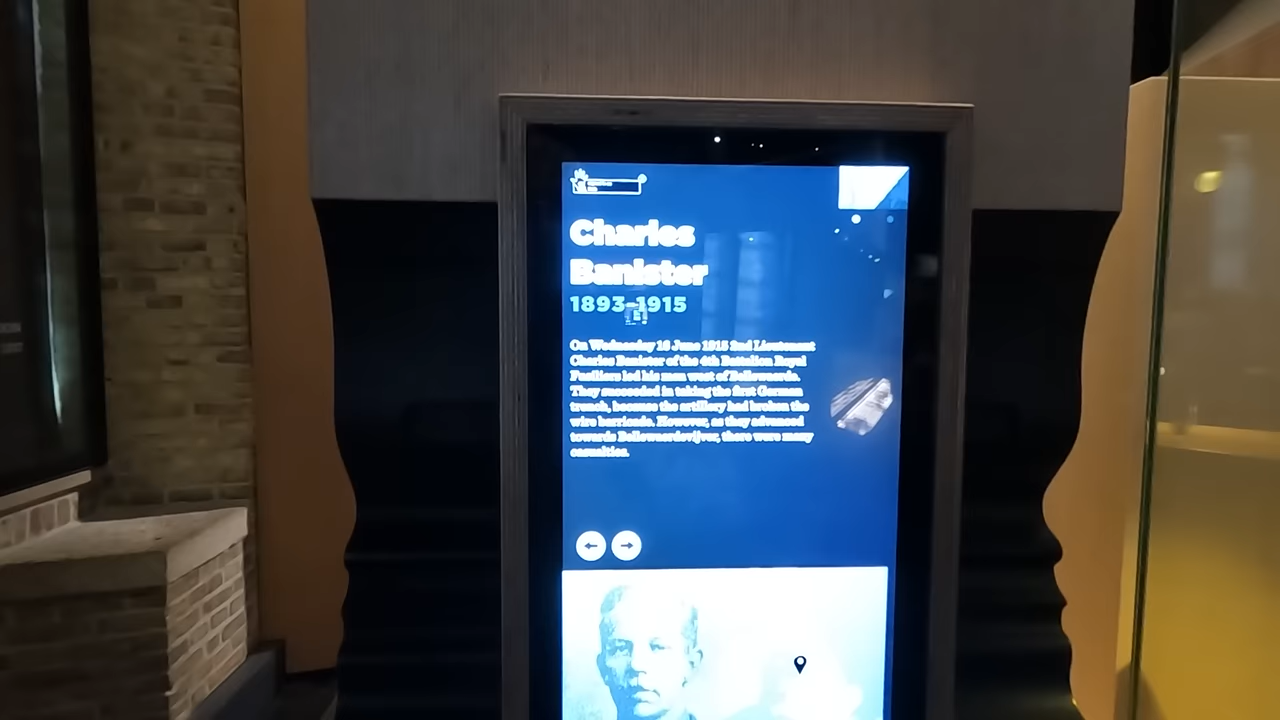 Charles
Banister
1893-1915
On Wednesday 16 June 1915 2nd Lieutenant
Charles Banister of the 4th Battalion Royal
Fusiliers led his men west of Bellewaerde.
They succeeded in taking the first German
trench, because the artillery had broken the
wire barricade. However, as they advanced
towards Bellewaerdevijver, there were many
casualties.